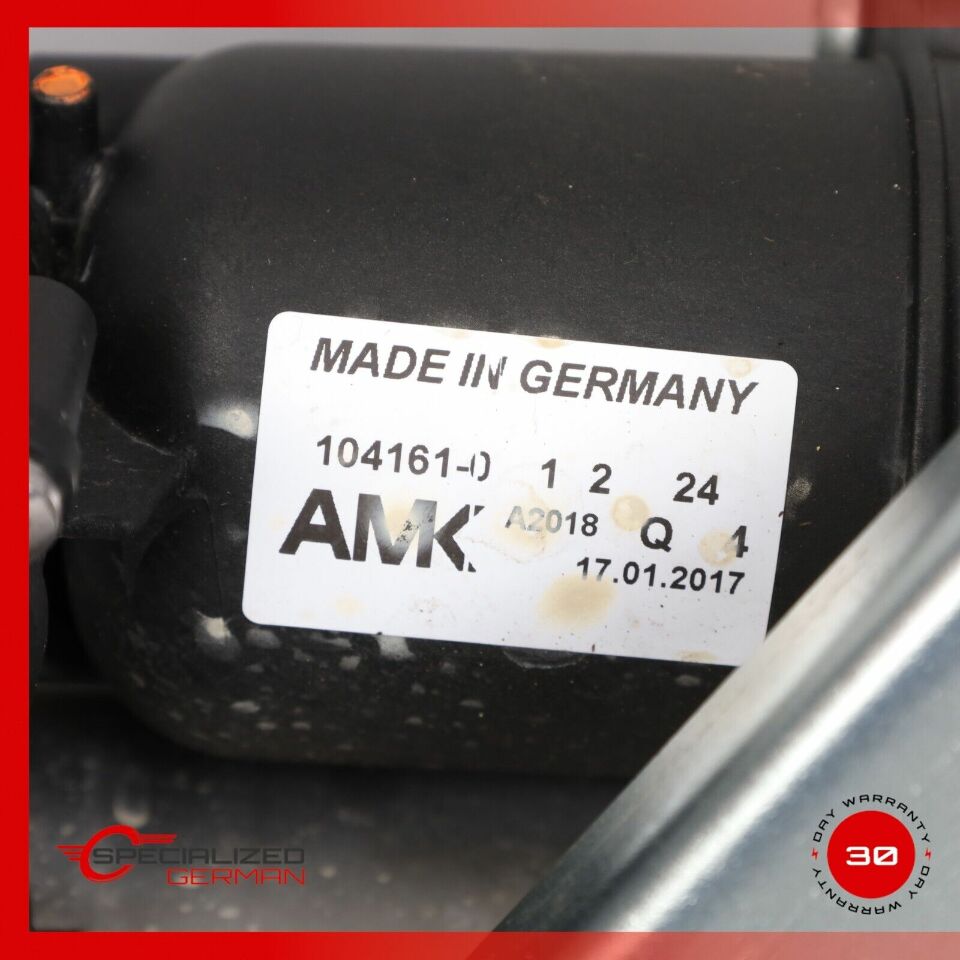 MADE IN GERMANY
104161-0 1 2 24
AMK A2018 Q 4
17.01.2017
SPECIALIZED
GERMAN
DAY WARRANTY
30
DAY WARRANTY